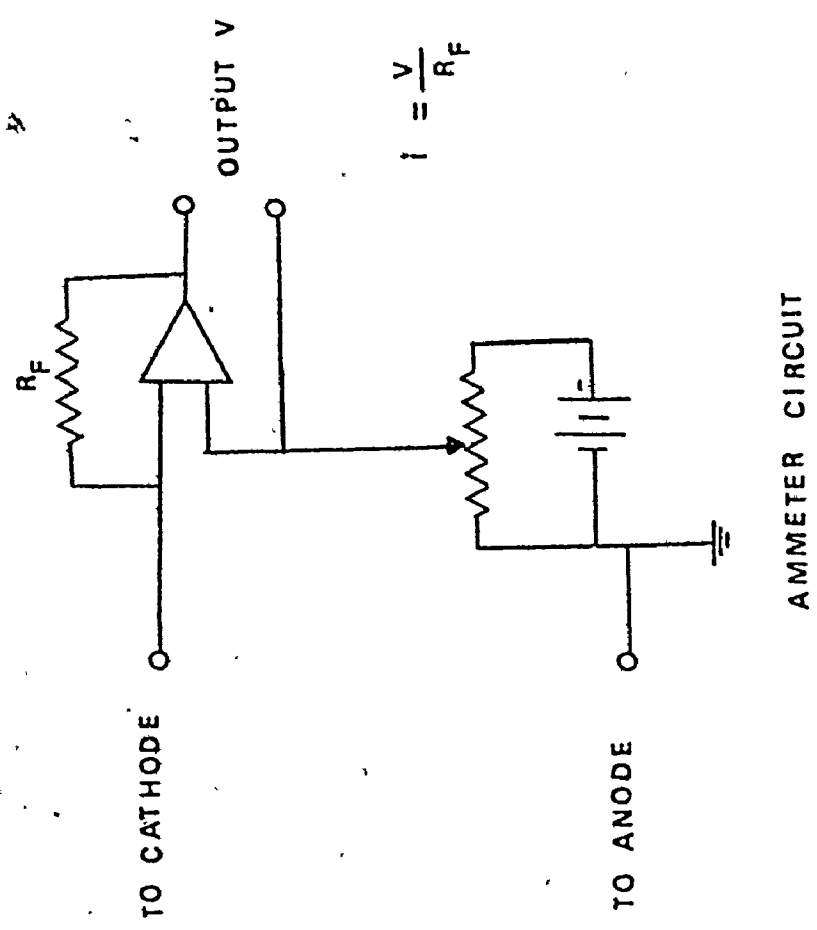 R_F
OUTPUT V
i = V/R_F
TO CATHODE
-
TO ANODE
AMMETER CIRCUIT